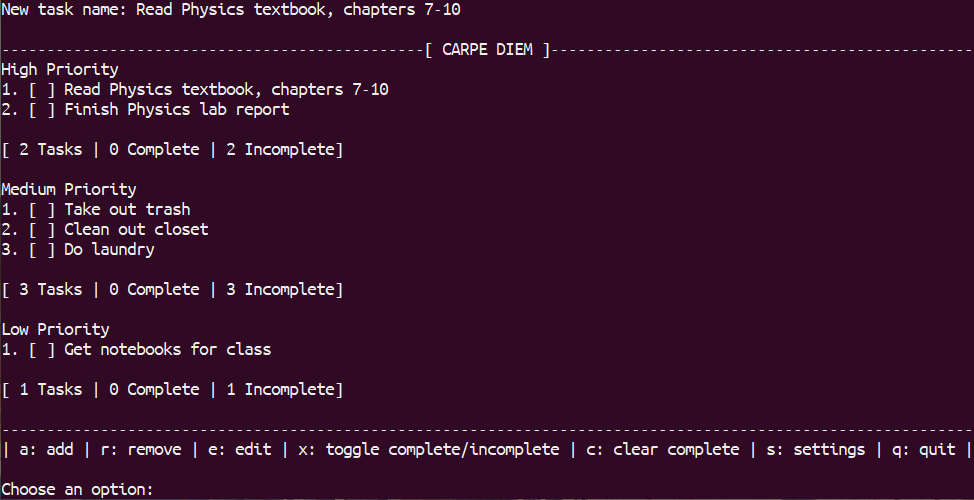 New task name: Read Physics textbook, chapters 7-10
-----------------------------------------------[ CARPE DIEM ]-----------------------------------------------
High Priority
1. [ ] Read Physics textbook, chapters 7-10
2. [ ] Finish Physics lab report
[ 2 Tasks | 0 Complete | 2 Incomplete]
Medium Priority
1. [ ] Take out trash
2. [ ] Clean out closet
3. [ ] Do laundry
[ 3 Tasks | 0 Complete | 3 Incomplete]
Low Priority
1. [ ] Get notebooks for class
[ 1 Tasks | 0 Complete | 1 Incomplete]
------------------------------------------------------------------------------------------------------------
| a: add | r: remove | e: edit | x: toggle complete/incomplete | c: clear complete | s: settings | q: quit |
Choose an option: